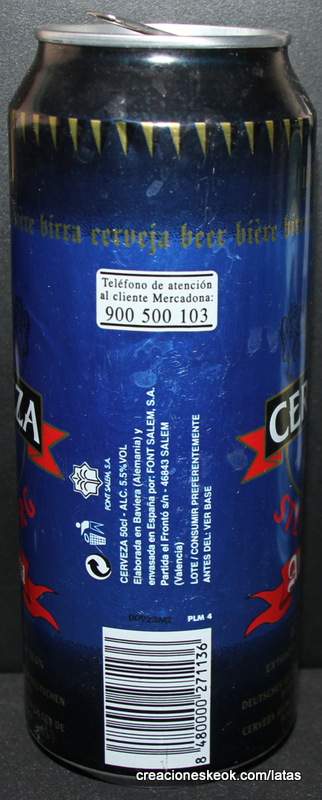 birra cerveja beer bière
Teléfono de atención
al cliente Mercadona:
900 500 103
ZA
CER
FONT SALEM, S.A.
CERVEZA 50cl - ALC. 5.5%VOL
Elaborada en Baviera (Alemania) y
envasada en España por: FONT SALEM, S.A.
Partida el Frontó s/n - 46843 SALEM
(Valencia)
LOTE / CONSUMIR PREFERENTEMENTE
ANTES DEL: VER BASE
PLM 4
8 480000 271136
DEUTSCH
CERVEZA
creacioneskeok.com/latas